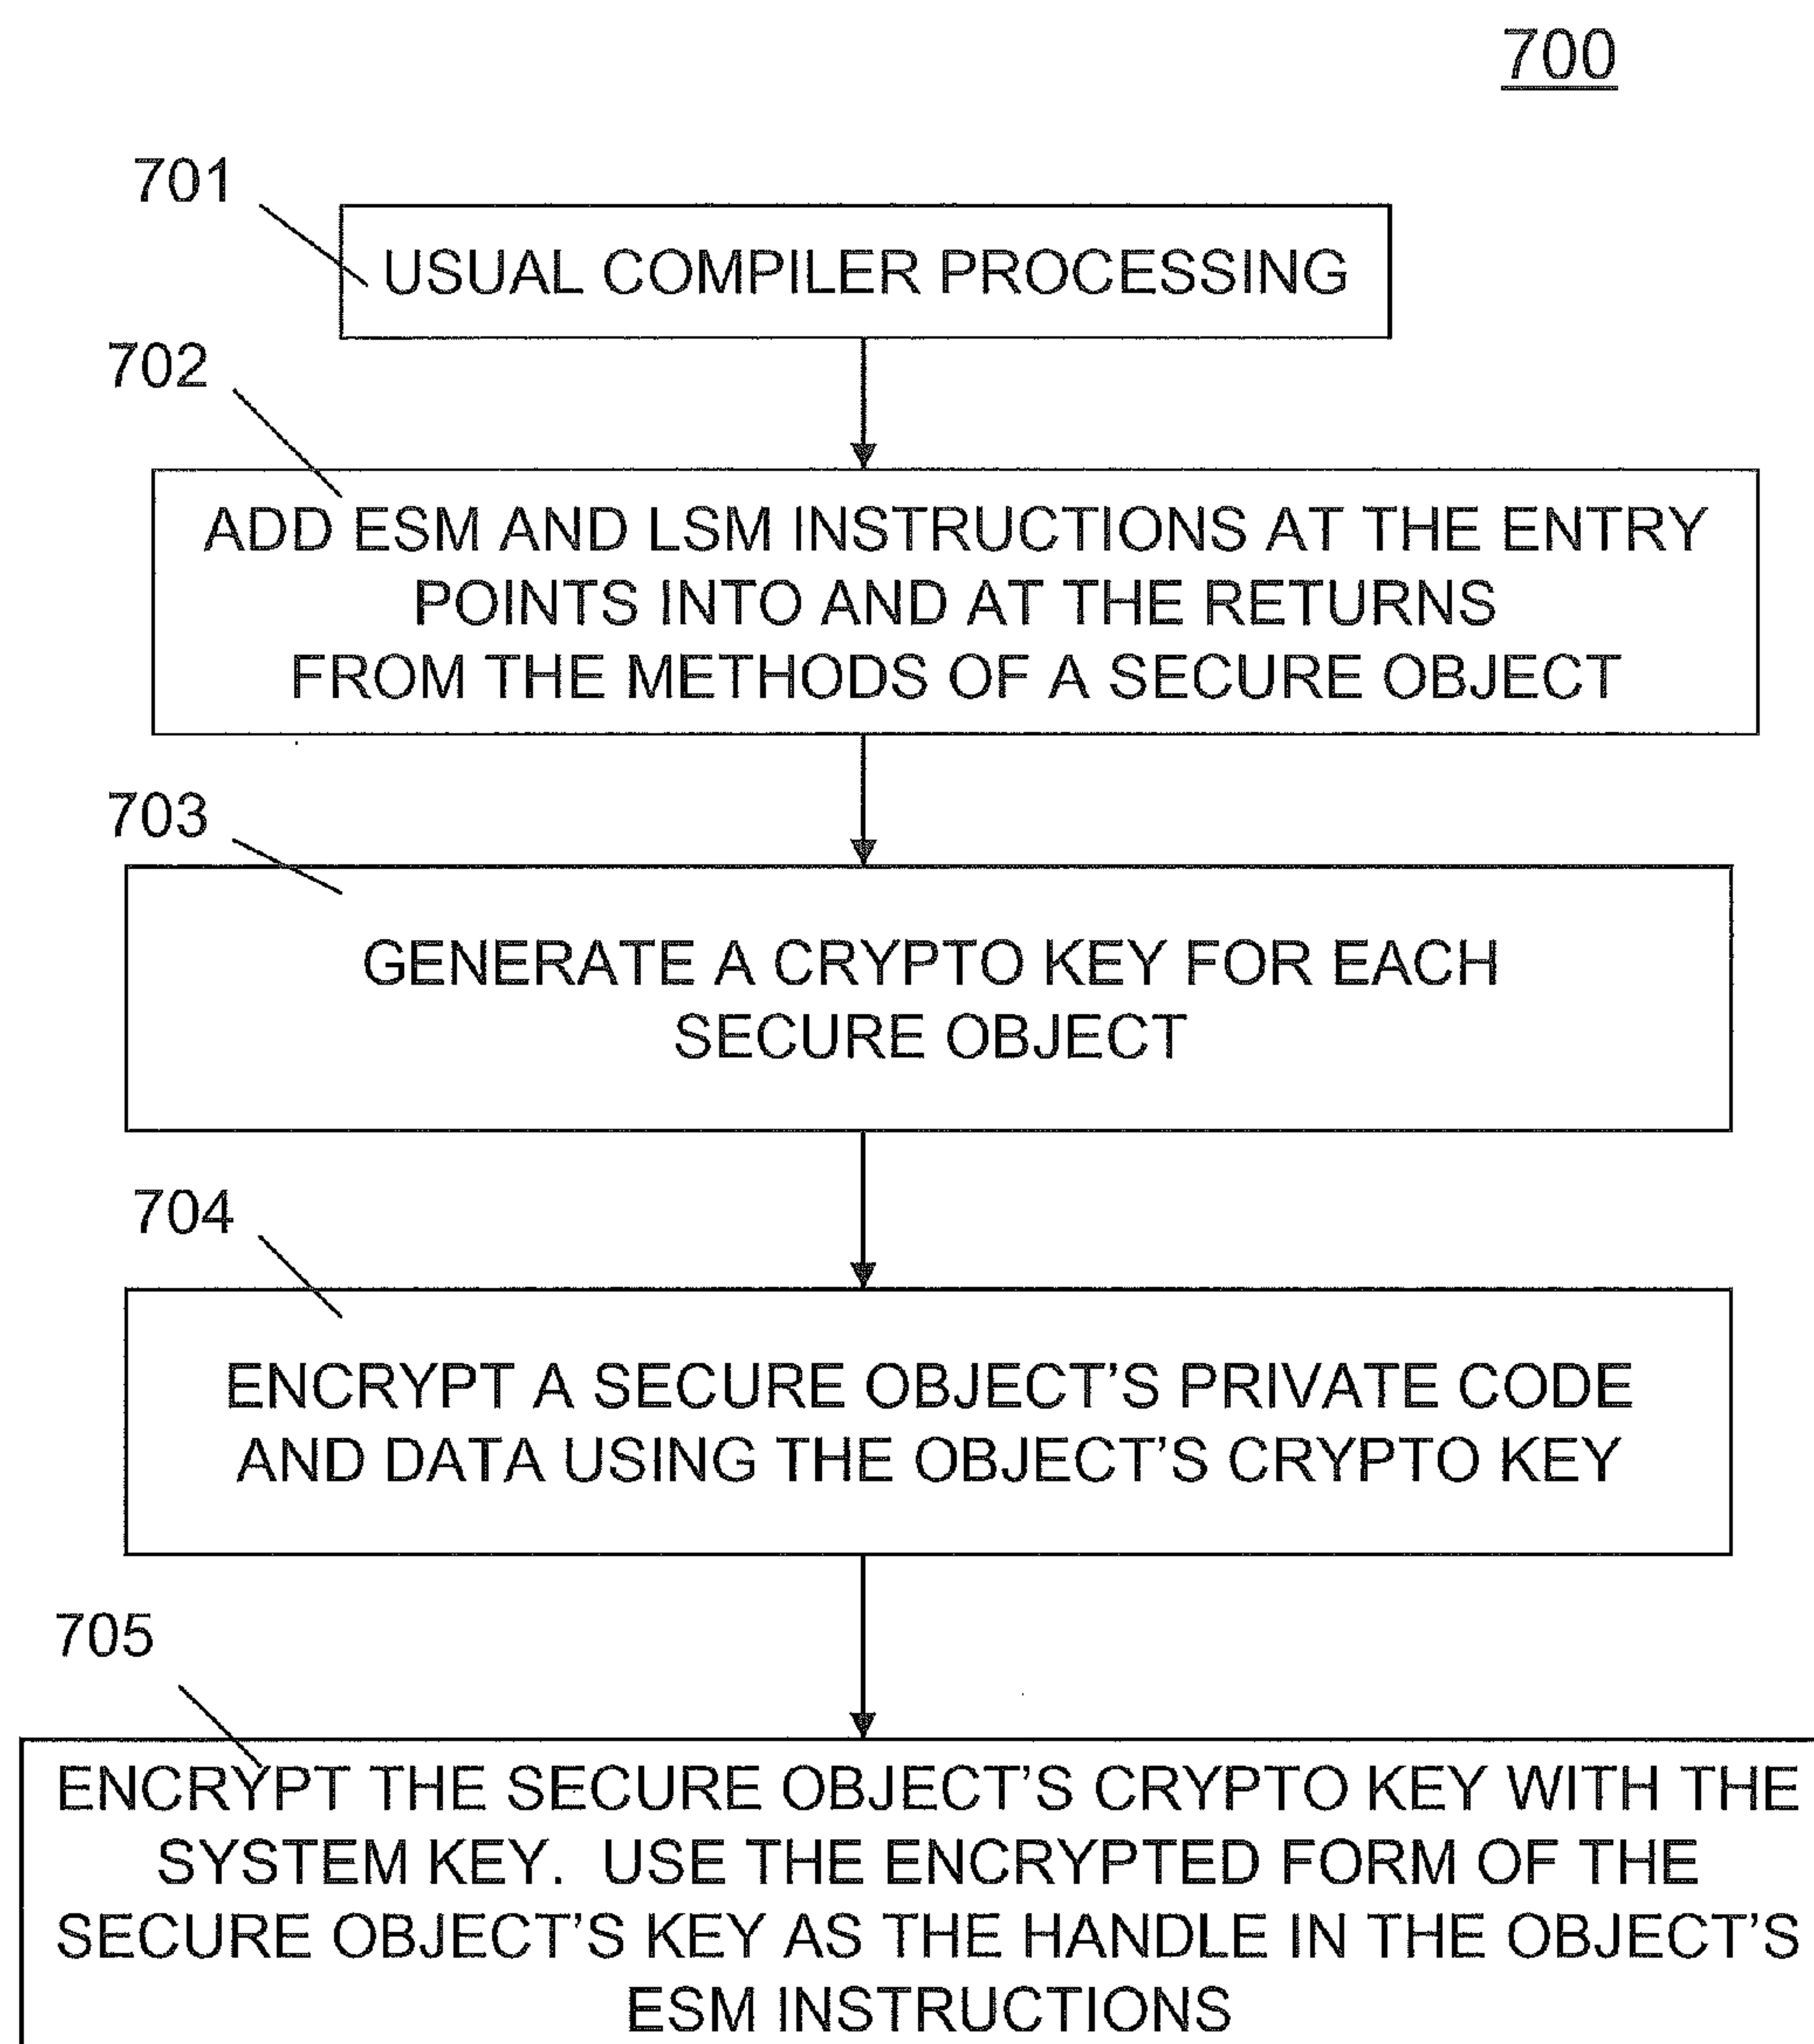 700
701
USUAL COMPILER PROCESSING
702
ADD ESM AND LSM INSTRUCTIONS AT THE ENTRY
POINTS INTO AND AT THE RETURNS
FROM THE METHODS OF A SECURE OBJECT
703
GENERATE A CRYPTO KEY FOR EACH
SECURE OBJECT
704
ENCRYPT A SECURE OBJECT’S PRIVATE CODE
AND DATA USING THE OBJECT’S CRYPTO KEY
705
ENCRYPT THE SECURE OBJECT’S CRYPTO KEY WITH THE
SYSTEM KEY.  USE THE ENCRYPTED FORM OF THE
SECURE OBJECT’S KEY AS THE HANDLE IN THE OBJECT’S
ESM INSTRUCTIONS